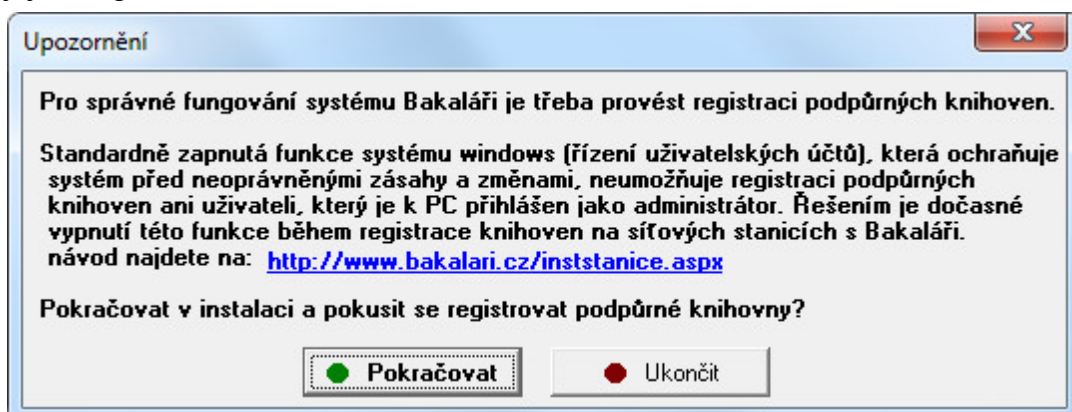 Upozornění
Pro správné fungování systému Bakaláři je třeba provést registraci podpůrných knihoven.
Standardně zapnutá funkce systému windows (řízení uživatelských účtů), která ochraňuje
systém před neoprávněnými zásahy a změnami, neumožňuje registraci podpůrných
knihoven ani uživateli, který je k PC přihlášen jako administrátor. Řešením je dočasné
vypnutí této funkce během registrace knihoven na síťových stanicích s Bakaláři.
návod najdete na: http://www.bakalari.cz/inststanice.aspx
Pokračovat v instalaci a pokusit se registrovat podpůrné knihovny?
Pokračovat Ukončit